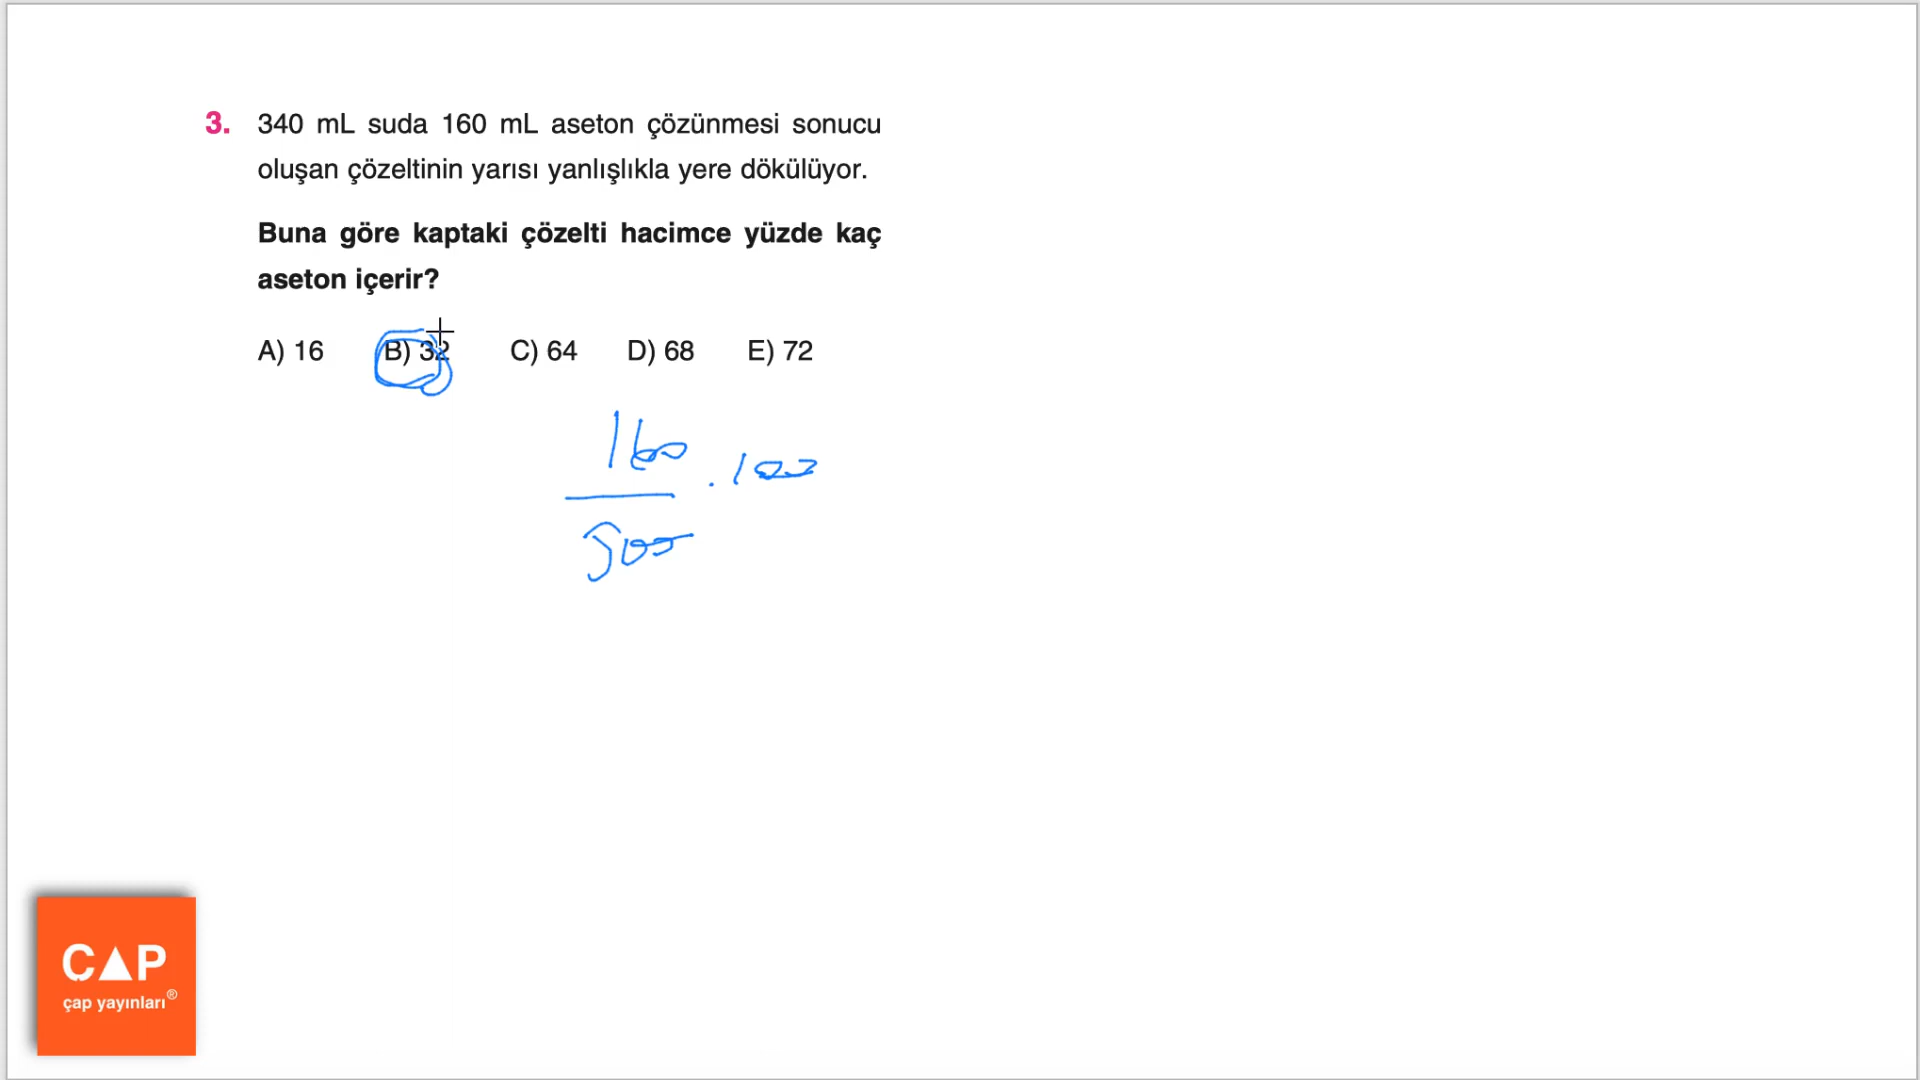 3. 340 mL suda 160 mL aseton çözünmesi sonucu
oluşan çözeltinin yarısı yanlışlıkla yere dökülüyor.
Buna göre kaptaki çözelti hacimce yüzde kaç
aseton içerir?
A) 16 B) 32 C) 64 D) 68 E) 72
160
. 100
500
CAP
çap yayınları®